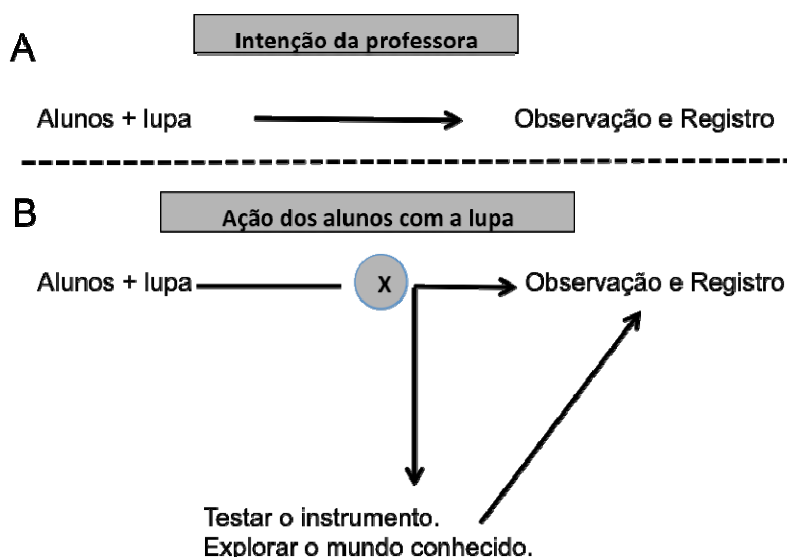 A
Intenção da professora
Alunos + lupa Observação e Registro
B
Ação dos alunos com a lupa
Alunos + lupa X Observação e Registro
Testar o instrumento.
Explorar o mundo conhecido.